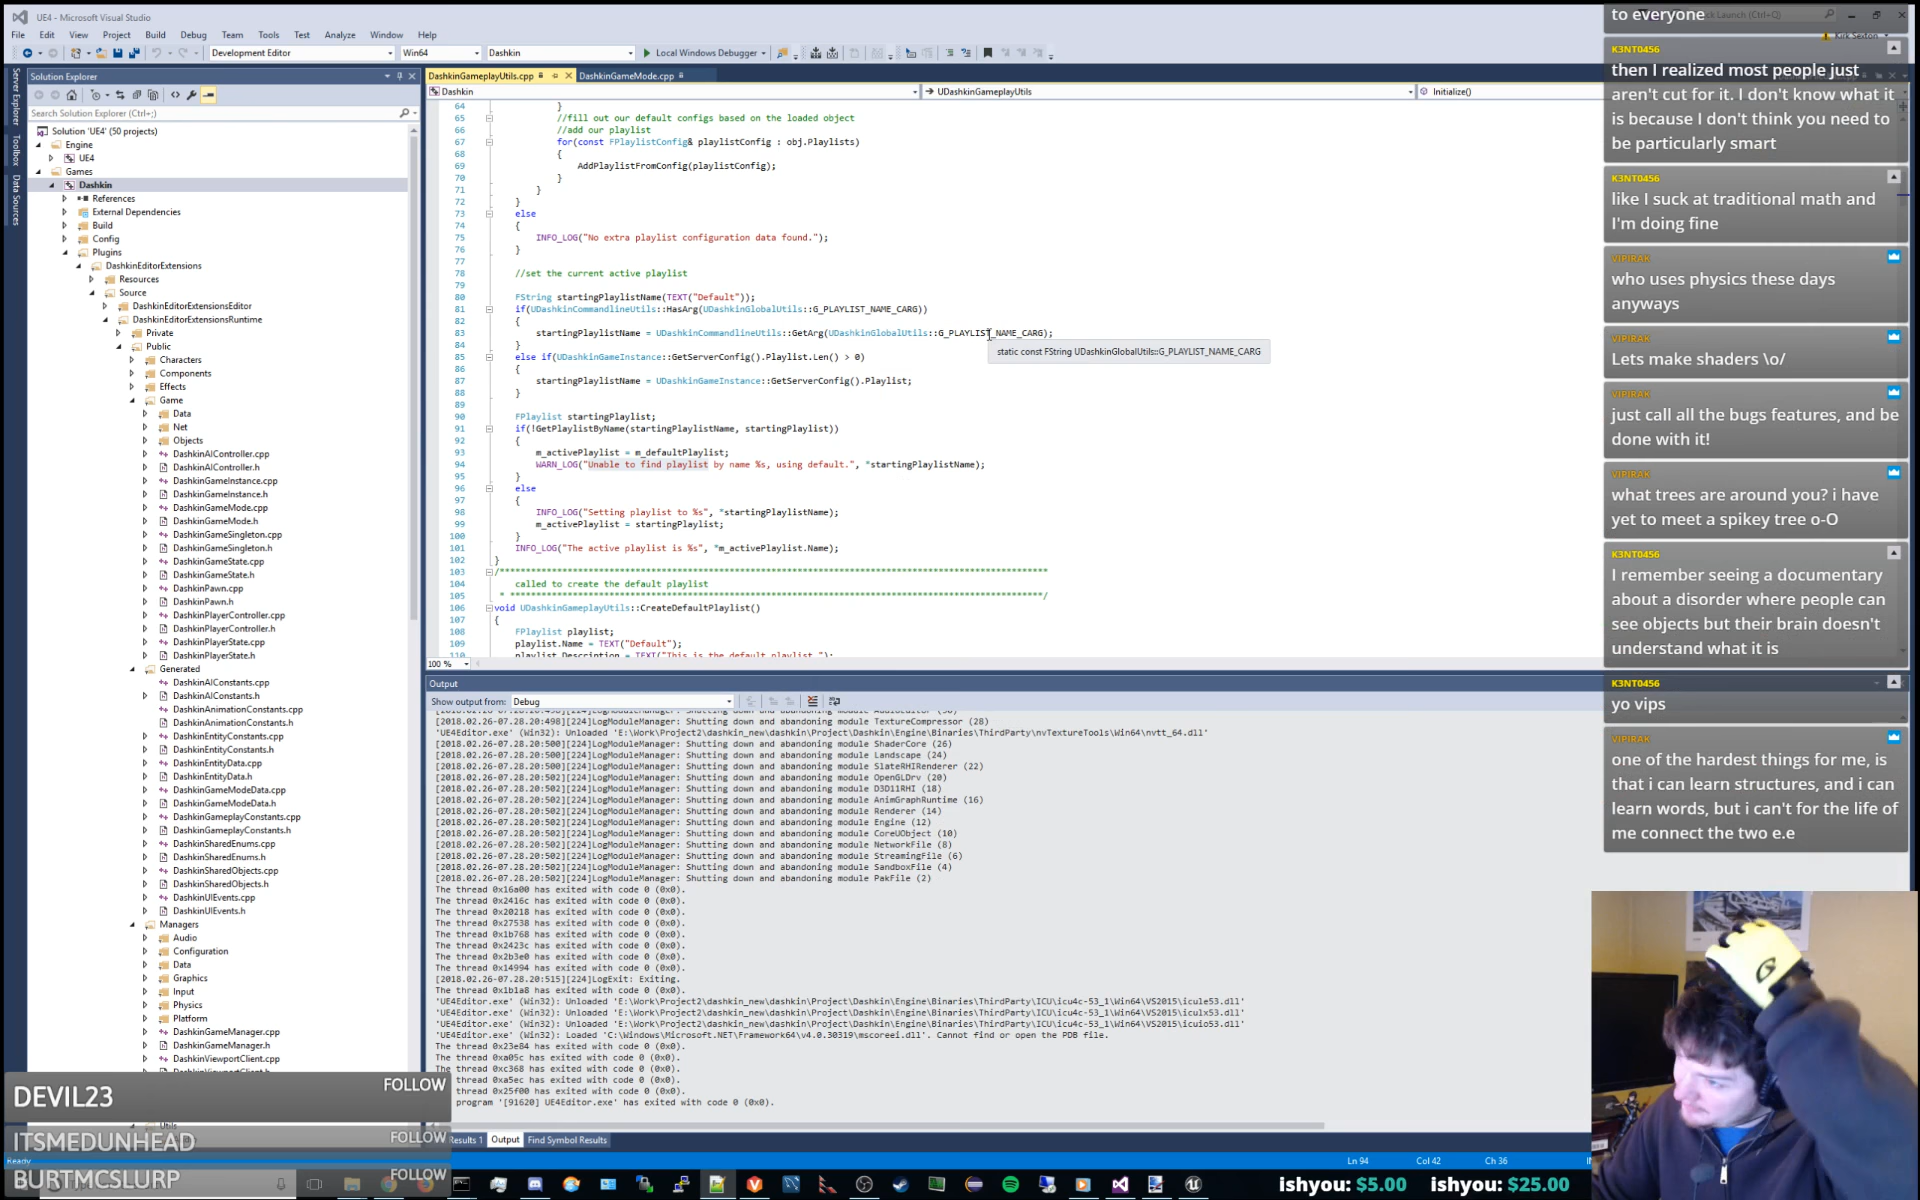 UE4 - Microsoft Visual Studio
File Edit View Project Build Debug Team Tools Test Analyze Window Help
Development Editor Win64 Dashkin Local Windows Debugger
Server Explorer
Toolbox
Data Sources
Solution Explorer
Search Solution Explorer (Ctrl+;)
Solution 'UE4' (50 projects)
Engine
UE4
Games
Dashkin
References
External Dependencies
Build
Config
Plugins
DashkinEditorExtensions
Resources
Source
DashkinEditorExtensionsEditor
DashkinEditorExtensionsRuntime
Private
Public
Characters
Components
Effects
Game
Data
Net
Objects
DashkinAIController.cpp
DashkinAIController.h
DashkinGameInstance.cpp
DashkinGameInstance.h
DashkinGameMode.cpp
DashkinGameMode.h
DashkinGameSingleton.cpp
DashkinGameSingleton.h
DashkinGameState.cpp
DashkinGameState.h
DashkinPawn.cpp
DashkinPawn.h
DashkinPlayerController.cpp
DashkinPlayerController.h
DashkinPlayerState.cpp
DashkinPlayerState.h
Generated
DashkinAIConstants.cpp
DashkinAIConstants.h
DashkinAnimationConstants.cpp
DashkinAnimationConstants.h
DashkinEntityConstants.cpp
DashkinEntityConstants.h
DashkinEntityData.cpp
DashkinEntityData.h
DashkinGameModeData.cpp
DashkinGameModeData.h
DashkinGameplayConstants.cpp
DashkinGameplayConstants.h
DashkinSharedEnums.cpp
DashkinSharedEnums.h
DashkinSharedObjects.cpp
DashkinSharedObjects.h
DashkinUIEvents.cpp
DashkinUIEvents.h
Managers
Audio
Configuration
Data
Graphics
Input
Physics
Platform
DashkinGameManager.cpp
DashkinGameManager.h
DashkinViewportClient.cpp
DashkinViewportClient.h
Utils
DashkinGameplayUtils.cpp DashkinGameMode.cpp
Dashkin UDashkinGameplayUtils Initialize()
64 }
65 //fill out our default configs based on the loaded object
66 //add our playlist
67 for(const FPlaylistConfig& playlistConfig : obj.Playlists)
68 {
69 AddPlaylistFromConfig(playlistConfig);
70 }
71 }
72 }
73 else
74 {
75 INFO_LOG("No extra playlist configuration data found.");
76 }
77
78 //set the current active playlist
79
80 FString startingPlaylistName(TEXT("Default"));
81 if(UDashkinCommandlineUtils::HasArg(UDashkinGlobalUtils::G_PLAYLIST_NAME_CARG))
82 {
83 startingPlaylistName = UDashkinCommandlineUtils::GetArg(UDashkinGlobalUtils::G_PLAYLIST_NAME_CARG);
84 }
static const FString UDashkinGlobalUtils::G_PLAYLIST_NAME_CARG
85 else if(UDashkinGameInstance::GetServerConfig().Playlist.Len() > 0)
86 {
87 startingPlaylistName = UDashkinGameInstance::GetServerConfig().Playlist;
88 }
89
90 FPlaylist startingPlaylist;
91 if(!GetPlaylistByName(startingPlaylistName, startingPlaylist))
92 {
93 m_activePlaylist = m_defaultPlaylist;
94 WARN_LOG("Unable to find playlist by name %s, using default.", *startingPlaylistName);
95 }
96 else
97 {
98 INFO_LOG("Setting playlist to %s", *startingPlaylistName);
99 m_activePlaylist = startingPlaylist;
100 }
101 INFO_LOG("The active playlist is %s", *m_activePlaylist.Name);
102 }
103 /*********************************************************************************************************
104 called to create the default playlist
105 * ******************************************************************************************************/
106 void UDashkinGameplayUtils::CreateDefaultPlaylist()
107 {
108 FPlaylist playlist;
109 playlist.Name = TEXT("Default");
110 playlist.Description = TEXT("This is the default playlist.");
100 %
Output
Show output from: Debug
[2018.02.26-07.28.20:498][224]LogModuleManager: Shutting down and abandoning module AudioEditor (30)
[2018.02.26-07.28.20:498][224]LogModuleManager: Shutting down and abandoning module TextureCompressor (28)
'UE4Editor.exe' (Win32): Unloaded 'E:\Work\Project2\dashkin_new\dashkin\Project\Dashkin\Engine\Binaries\ThirdParty\nvTextureTools\Win64\nvtt_64.dll'
[2018.02.26-07.28.20:500][224]LogModuleManager: Shutting down and abandoning module ShaderCore (26)
[2018.02.26-07.28.20:500][224]LogModuleManager: Shutting down and abandoning module Landscape (24)
[2018.02.26-07.28.20:500][224]LogModuleManager: Shutting down and abandoning module SlateRHIRenderer (22)
[2018.02.26-07.28.20:502][224]LogModuleManager: Shutting down and abandoning module OpenGLDrv (20)
[2018.02.26-07.28.20:502][224]LogModuleManager: Shutting down and abandoning module D3D11RHI (18)
[2018.02.26-07.28.20:502][224]LogModuleManager: Shutting down and abandoning module AnimGraphRuntime (16)
[2018.02.26-07.28.20:502][224]LogModuleManager: Shutting down and abandoning module Renderer (14)
[2018.02.26-07.28.20:502][224]LogModuleManager: Shutting down and abandoning module Engine (12)
[2018.02.26-07.28.20:502][224]LogModuleManager: Shutting down and abandoning module CoreUObject (10)
[2018.02.26-07.28.20:502][224]LogModuleManager: Shutting down and abandoning module NetworkFile (8)
[2018.02.26-07.28.20:502][224]LogModuleManager: Shutting down and abandoning module StreamingFile (6)
[2018.02.26-07.28.20:502][224]LogModuleManager: Shutting down and abandoning module SandboxFile (4)
[2018.02.26-07.28.20:502][224]LogModuleManager: Shutting down and abandoning module PakFile (2)
The thread 0x16a00 has exited with code 0 (0x0).
The thread 0x2416c has exited with code 0 (0x0).
The thread 0x20218 has exited with code 0 (0x0).
The thread 0x27538 has exited with code 0 (0x0).
The thread 0x1b768 has exited with code 0 (0x0).
The thread 0x2423c has exited with code 0 (0x0).
The thread 0x2b3e0 has exited with code 0 (0x0).
The thread 0x14994 has exited with code 0 (0x0).
[2018.02.26-07.28.20:515][224]LogExit: Exiting.
The thread 0x1b1a8 has exited with code 0 (0x0).
'UE4Editor.exe' (Win32): Unloaded 'E:\Work\Project2\dashkin_new\dashkin\Project\Dashkin\Engine\Binaries\ThirdParty\ICU\icu4c-53_1\Win64\VS2015\icule53.dll'
'UE4Editor.exe' (Win32): Unloaded 'E:\Work\Project2\dashkin_new\dashkin\Project\Dashkin\Engine\Binaries\ThirdParty\ICU\icu4c-53_1\Win64\VS2015\iculx53.dll'
'UE4Editor.exe' (Win32): Unloaded 'E:\Work\Project2\dashkin_new\dashkin\Project\Dashkin\Engine\Binaries\ThirdParty\ICU\icu4c-53_1\Win64\VS2015\icuio53.dll'
'UE4Editor.exe' (Win32): Loaded 'C:\Windows\Microsoft.NET\Framework64\v4.0.30319\mscoreei.dll'. Cannot find or open the PDB file.
The thread 0x23e84 has exited with code 0 (0x0).
The thread 0xa05c has exited with code 0 (0x0).
The thread 0xc368 has exited with code 0 (0x0).
thread 0xa5ec has exited with code 0 (0x0).
thread 0x25f00 has exited with code 0 (0x0).
program '[91620] UE4Editor.exe' has exited with code 0 (0x0).
Results 1 Output Find Symbol Results
Ready Ln 94 Col 42 Ch 36
DEVIL23 FOLLOW
ITSMEDUNHEAD FOLLOW
BURTMCSLURP FOLLOW
ishyou: $5.00 ishyou: $25.00
Launch (Ctrl+Q)
to everyone
K3NT0456
then I realized most people just
aren't cut for it. I don't know what it
is because I don't think you need to
be particularly smart
K3NT0456
like I suck at traditional math and
I'm doing fine
VIPIRAK
who uses physics these days
anyways
VIPIRAK
Lets make shaders \o/
VIPIRAK
just call all the bugs features, and be
done with it!
VIPIRAK
what trees are around you? i have
yet to meet a spikey tree o-O
K3NT0456
I remember seeing a documentary
about a disorder where people can
see objects but their brain doesn't
understand what it is
K3NT0456
yo vips
VIPIRAK
one of the hardest things for me, is
that i can learn structures, and i can
learn words, but i can't for the life of
me connect the two e.e